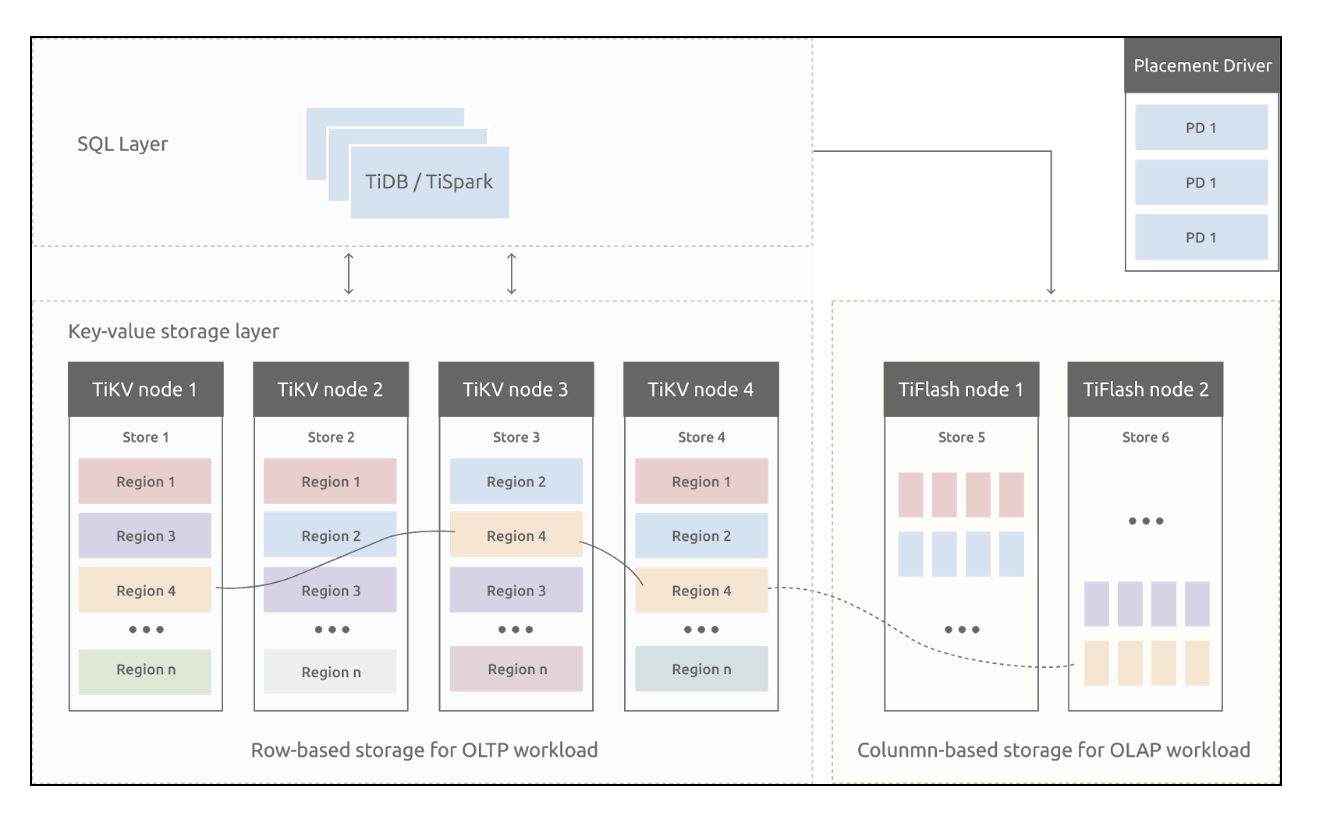 Placement Driver
PD 1
PD 1
PD 1
SQL Layer
TiDB / TiSpark
Key-value storage layer
TiKV node 1
Store 1
Region 1
Region 3
Region 4
Region n
TiKV node 2
Store 2
Region 1
Region 2
Region 3
Region n
TiKV node 3
Store 3
Region 2
Region 4
Region 3
Region n
TiKV node 4
Store 4
Region 1
Region 2
Region 4
Region n
Row-based storage for OLTP workload
TiFlash node 1
Store 5
TiFlash node 2
Store 6
Colunmn-based storage for OLAP workload